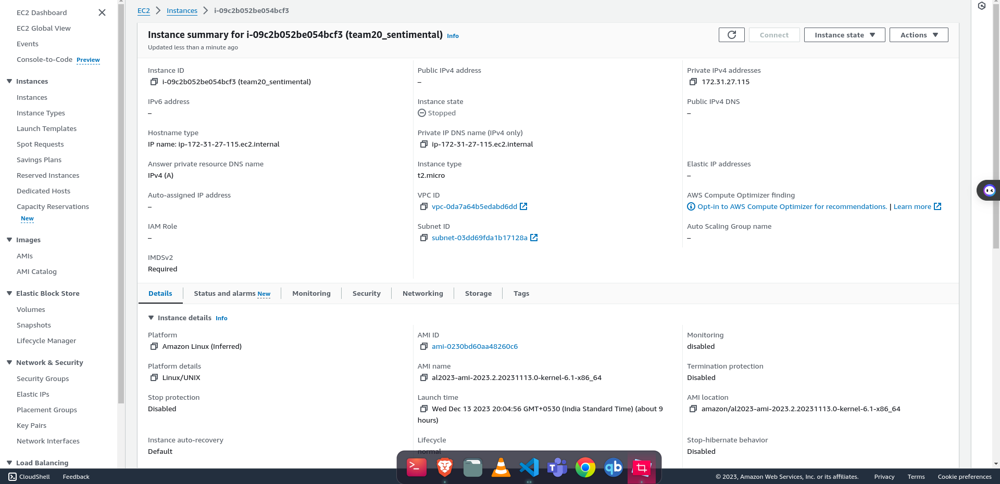 EC2 Dashboard
EC2 Global View
Events
Console-to-Code Preview
Instances
Instances
Instance Types
Launch Templates
Spot Requests
Savings Plans
Reserved Instances
Dedicated Hosts
Capacity Reservations
New
Images
AMIs
AMI Catalog
Elastic Block Store
Volumes
Snapshots
Lifecycle Manager
Network & Security
Security Groups
Elastic IPs
Placement Groups
Key Pairs
Network Interfaces
Load Balancing
EC2 Instances i-09c2b052be054bcf3
Instance summary for i-09c2b052be054bcf3 (team20_sentimental) Info
Updated less than a minute ago
Connect
Instance state
Actions
Instance ID
i-09c2b052be054bcf3 (team20_sentimental)
Public IPv4 address
–
Private IPv4 addresses
172.31.27.115
IPv6 address
–
Instance state
Stopped
Public IPv4 DNS
–
Hostname type
IP name: ip-172-31-27-115.ec2.internal
Private IP DNS name (IPv4 only)
ip-172-31-27-115.ec2.internal
Answer private resource DNS name
IPv4 (A)
Instance type
t2.micro
Elastic IP addresses
–
Auto-assigned IP address
–
VPC ID
vpc-0da7a64b5edabd6dd
AWS Compute Optimizer finding
Opt-in to AWS Compute Optimizer for recommendations. | Learn more
IAM Role
–
Subnet ID
subnet-03dd69fda1b17128a
Auto Scaling Group name
–
IMDSv2
Required
Details
Status and alarms New
Monitoring
Security
Networking
Storage
Tags
Instance details Info
Platform
Amazon Linux (Inferred)
AMI ID
ami-0230bd60aa48260c6
Monitoring
disabled
Platform details
Linux/UNIX
AMI name
al2023-ami-2023.2.20231113.0-kernel-6.1-x86_64
Termination protection
Disabled
Stop protection
Disabled
Launch time
Wed Dec 13 2023 20:04:56 GMT+0530 (India Standard Time) (about 9
hours)
AMI location
amazon/al2023-ami-2023.2.20231113.0-kernel-6.1-x86_64
Instance auto-recovery
Default
Lifecycle
normal
Stop-hibernate behavior
Disabled
qb
CloudShell
Feedback
© 2023, Amazon Web Services, Inc. or its affiliates.
Privacy
Terms
Cookie preferences